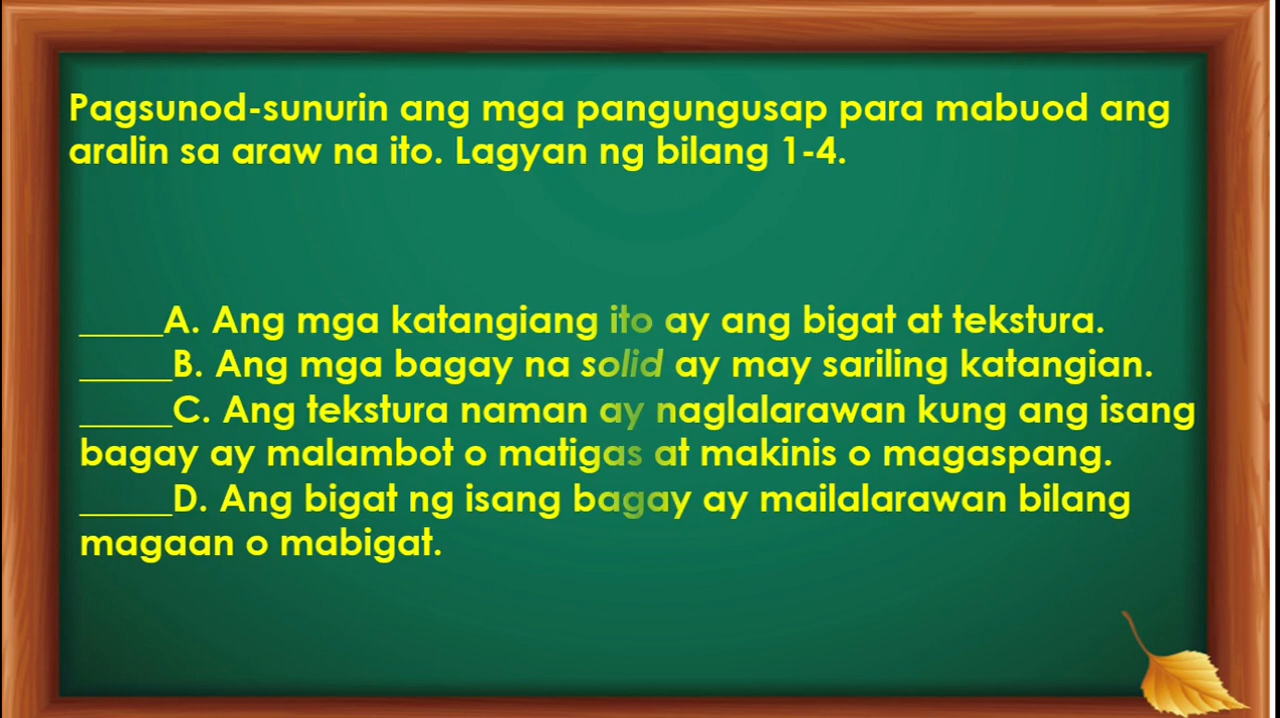 Pagsunod-sunurin ang mga pangungusap para mabuod ang
aralin sa araw na ito. Lagyan ng bilang 1-4.
_____A. Ang mga katangiang ito ay ang bigat at tekstura.
_____B. Ang mga bagay na solid ay may sariling katangian.
_____C. Ang tekstura naman ay naglalarawan kung ang isang
bagay ay malambot o matigas at makinis o magaspang.
_____D. Ang bigat ng isang bagay ay mailalarawan bilang
magaan o mabigat.